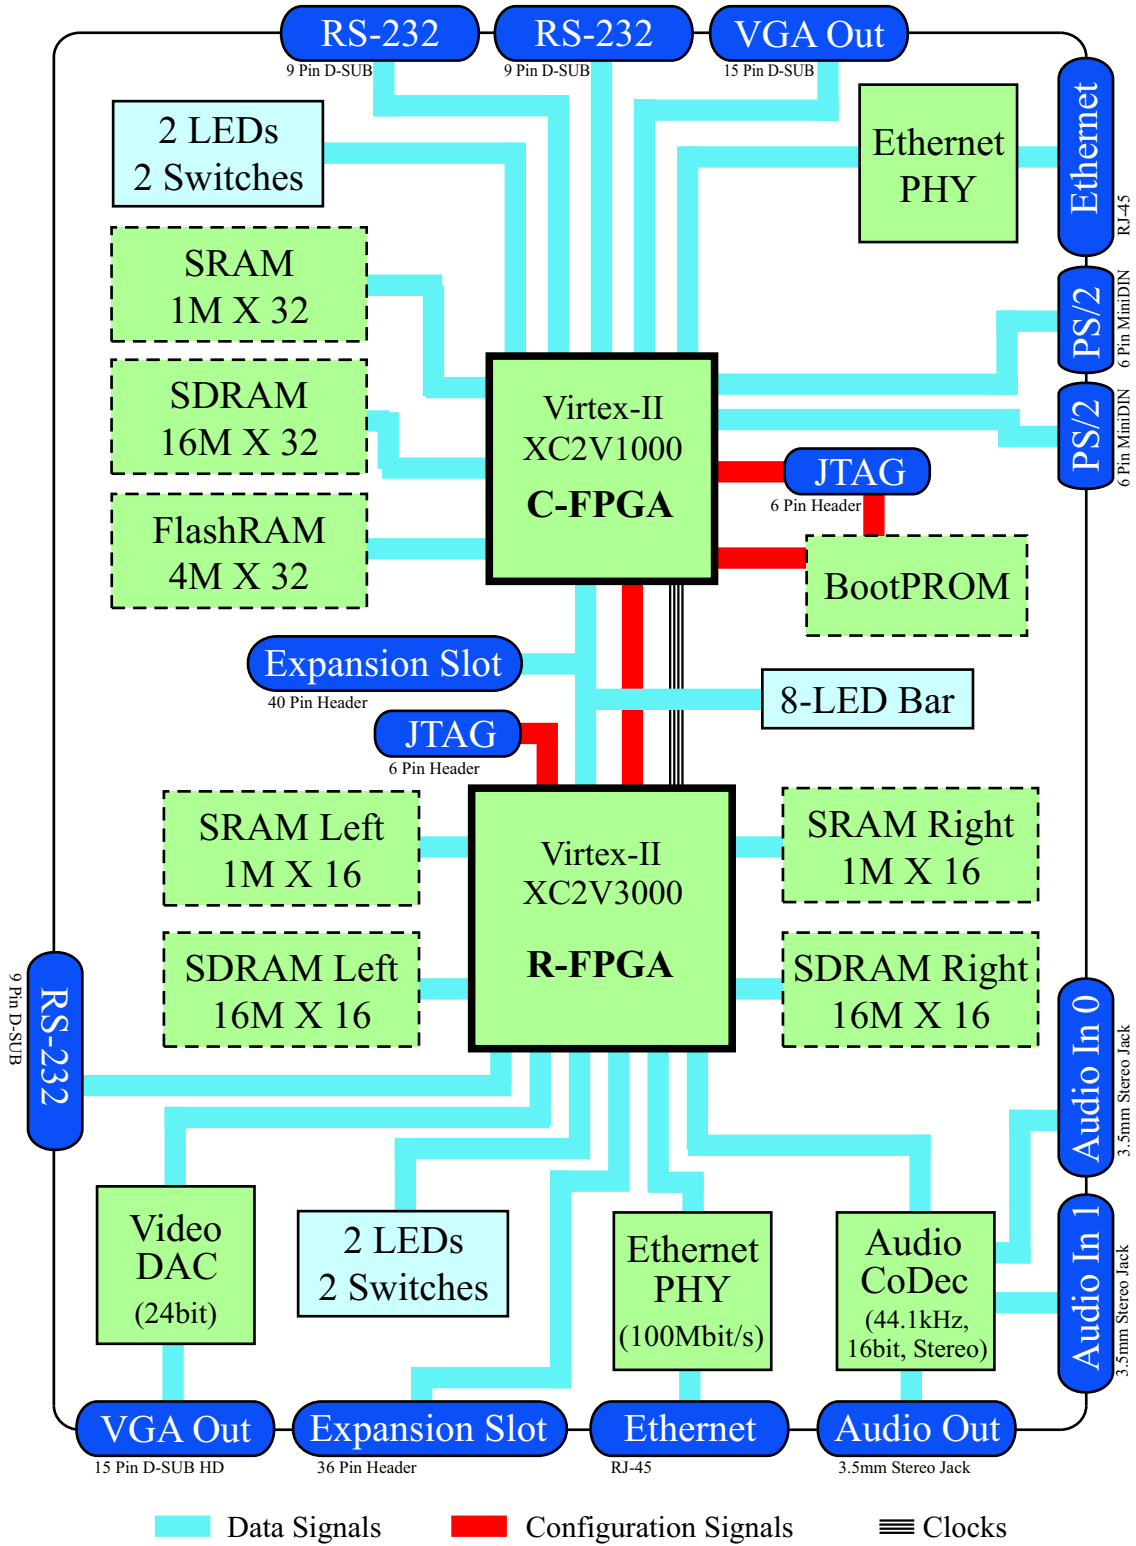 RS-232
RS-232
VGA Out
9 Pin D-SUB
9 Pin D-SUB
15 Pin D-SUB
2 LEDs
2 Switches
Ethernet
PHY
Ethernet
RJ-45
SRAM
1M X 32
PS/2
6 Pin MiniDIN
SDRAM
16M X 32
PS/2
6 Pin MiniDIN
Virtex-II
XC2V1000
C-FPGA
JTAG
6 Pin Header
FlashRAM
4M X 32
BootPROM
Expansion Slot
40 Pin Header
8-LED Bar
JTAG
6 Pin Header
SRAM Left
1M X 16
Virtex-II
XC2V3000
R-FPGA
SRAM Right
1M X 16
SDRAM Left
16M X 16
SDRAM Right
16M X 16
RS-232
9 Pin D-SUB
Audio In 0
3.5mm Stereo Jack
Video
DAC
(24bit)
2 LEDs
2 Switches
Ethernet
PHY
(100Mbit/s)
Audio
CoDec
(44.1kHz,
16bit, Stereo)
Audio In 1
3.5mm Stereo Jack
VGA Out
Expansion Slot
Ethernet
Audio Out
15 Pin D-SUB HD
36 Pin Header
RJ-45
3.5mm Stereo Jack
Data Signals
Configuration Signals
Clocks